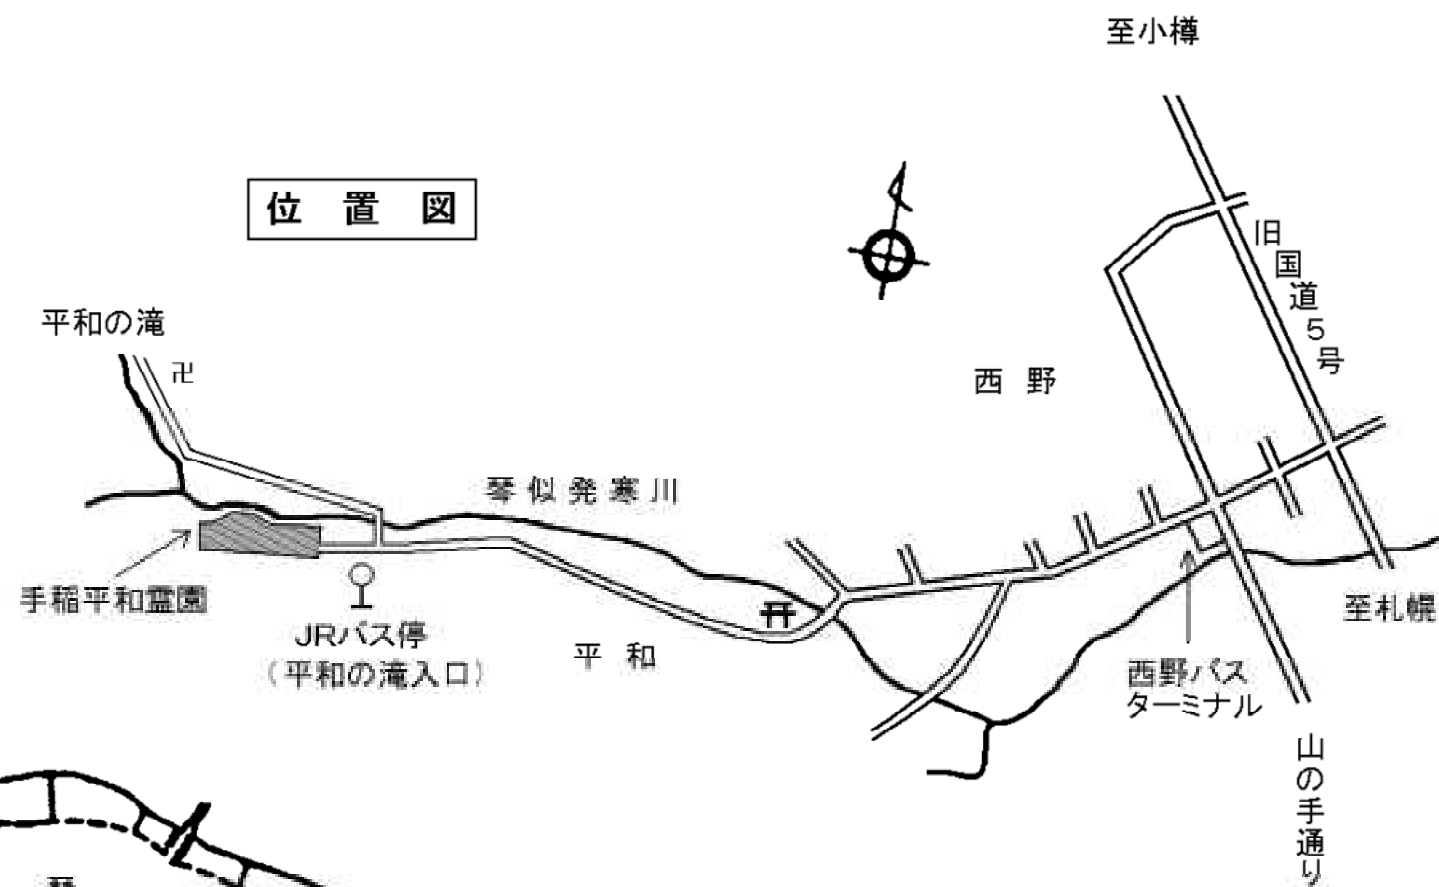 至小樽
位置図
旧国道5号
平和の滝
卍
西野
琴似発寒川
手稲平和霊園
JRバス停
（平和の滝入口）
平和
西野バス
ターミナル
至札幌
山の手通り